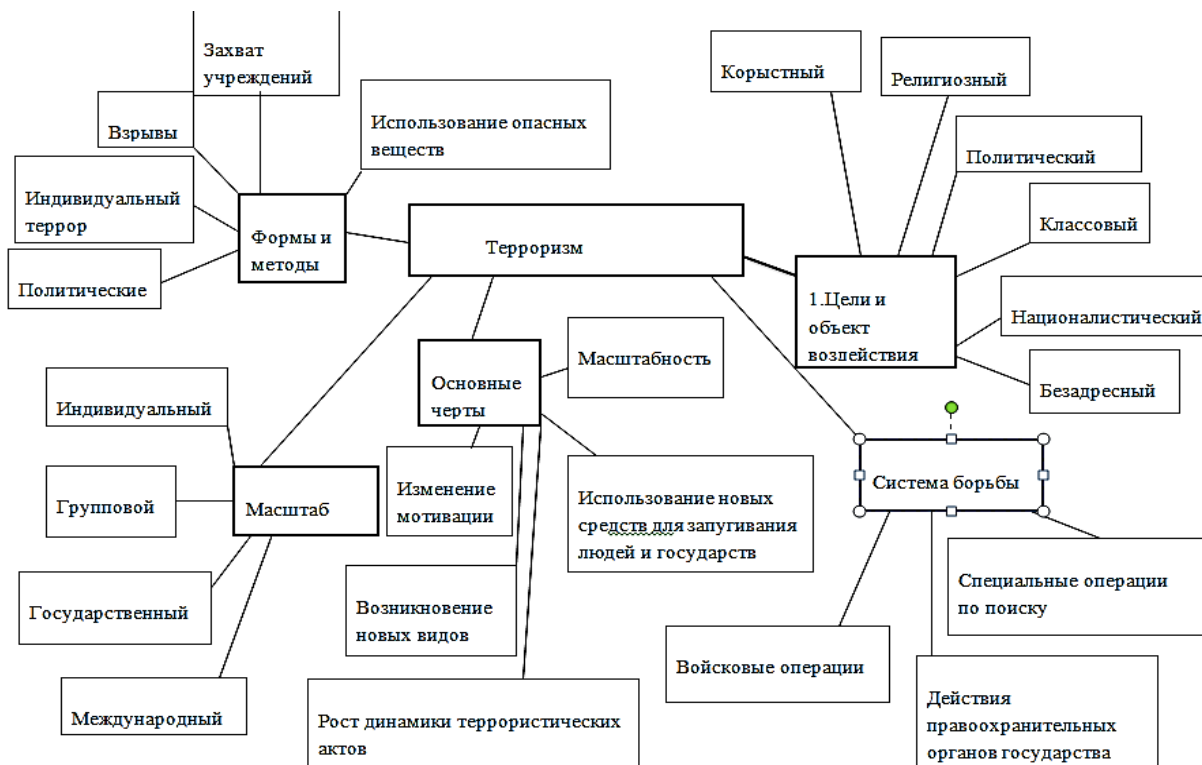 Захват
учреждений
Взрывы
Использование опасных
веществ
Индивидуальный
террор
Политические
Формы и
методы
Терроризм
Корыстный
Религиозный
Политический
Классовый
Националистический
Безадресный
1.Цели и
объект
воздействия
Основные
черты
Масштабность
Изменение
мотивации
Использование новых
средств для запугивания
людей и государств
Возникновение
новых видов
Рост динамики террористических
актов
Индивидуальный
Групповой
Государственный
Международный
Масштаб
Система борьбы
Специальные операции
по поиску
Войсковые операции
Действия
правоохранительных
органов государства